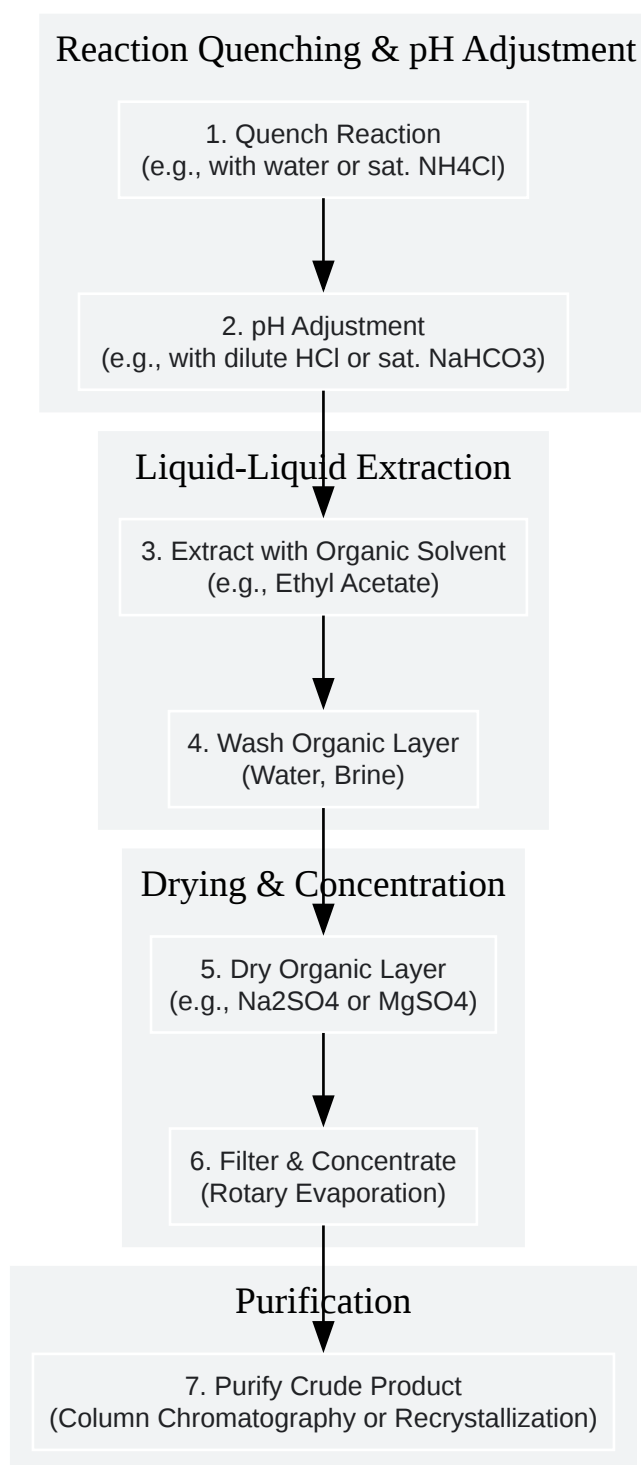 Reaction Quenching & pH Adjustment
1. Quench Reaction
(e.g., with water or sat. NH4Cl)
2. pH Adjustment
(e.g., with dilute HCl or sat. NaHCO3)
Liquid-Liquid Extraction
3. Extract with Organic Solvent
(e.g., Ethyl Acetate)
4. Wash Organic Layer
(Water, Brine)
Drying & Concentration
5. Dry Organic Layer
(e.g., Na2SO4 or MgSO4)
6. Filter & Concentrate
(Rotary Evaporation)
Purification
7. Purify Crude Product
(Column Chromatography or Recrystallization)